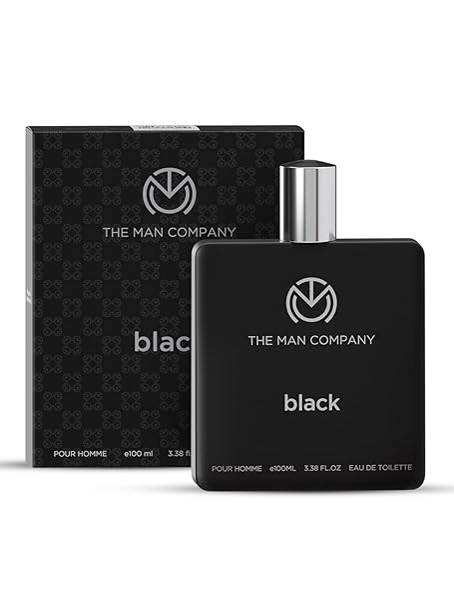 THE MAN COMPANY
black
POUR HOMME e100 ml 3.38 fl
THE MAN COMPANY
black
POUR HOMME e100ML 3.38 FL.OZ EAU DE TOILETTE